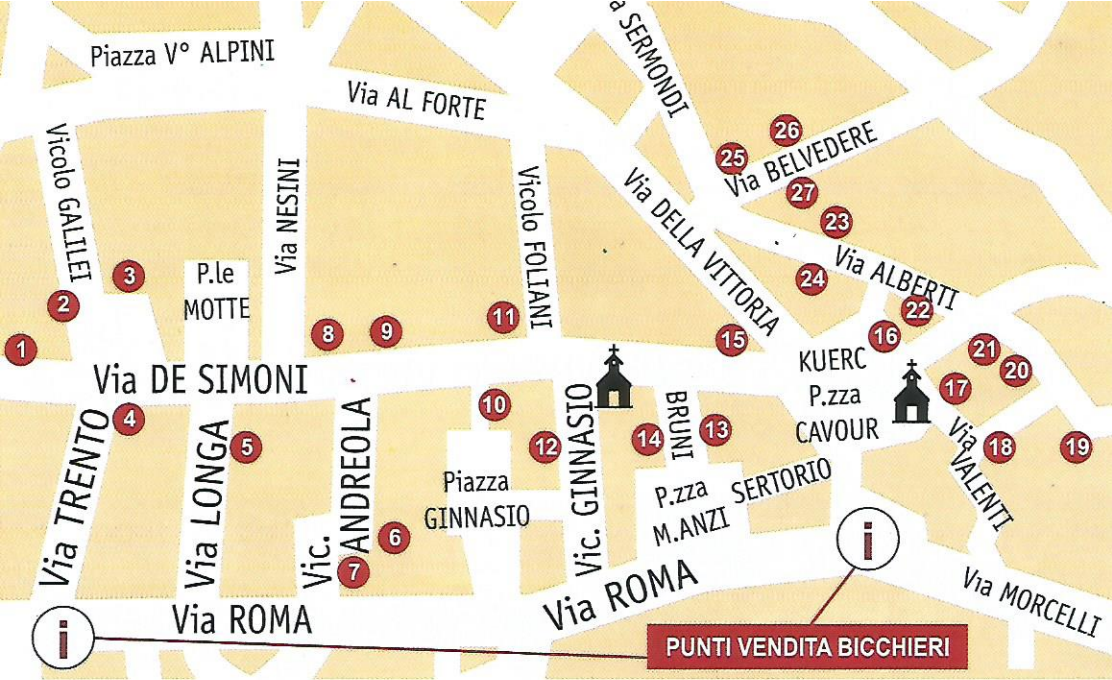 Piazza V° ALPINI
Via AL FORTE
a SERMONDI
Vicolo GALILEI
Via NESINI
Vicolo FOLIANI
Via DELLA VITTORIA
25
26
Via BELVEDERE
27
23
24
Via ALBERTI
22
16
1
2
3
P.le
MOTTE
8
9
11
15
Via DE SIMONI
KUERC
P.zza
CAVOUR
21
20
17
Via VALENTI
18
19
4
Via TRENTO
5
Via LONGA
Vic. ANDREOLA
6
7
10
Piazza
GINNASIO
12
Vic. GINNASIO
14
BRUNI
13
P.zza
M.ANZI
SERTORIO
i
i
Via ROMA
Via ROMA
Via MORCELLI
PUNTI VENDITA BICCHIERI